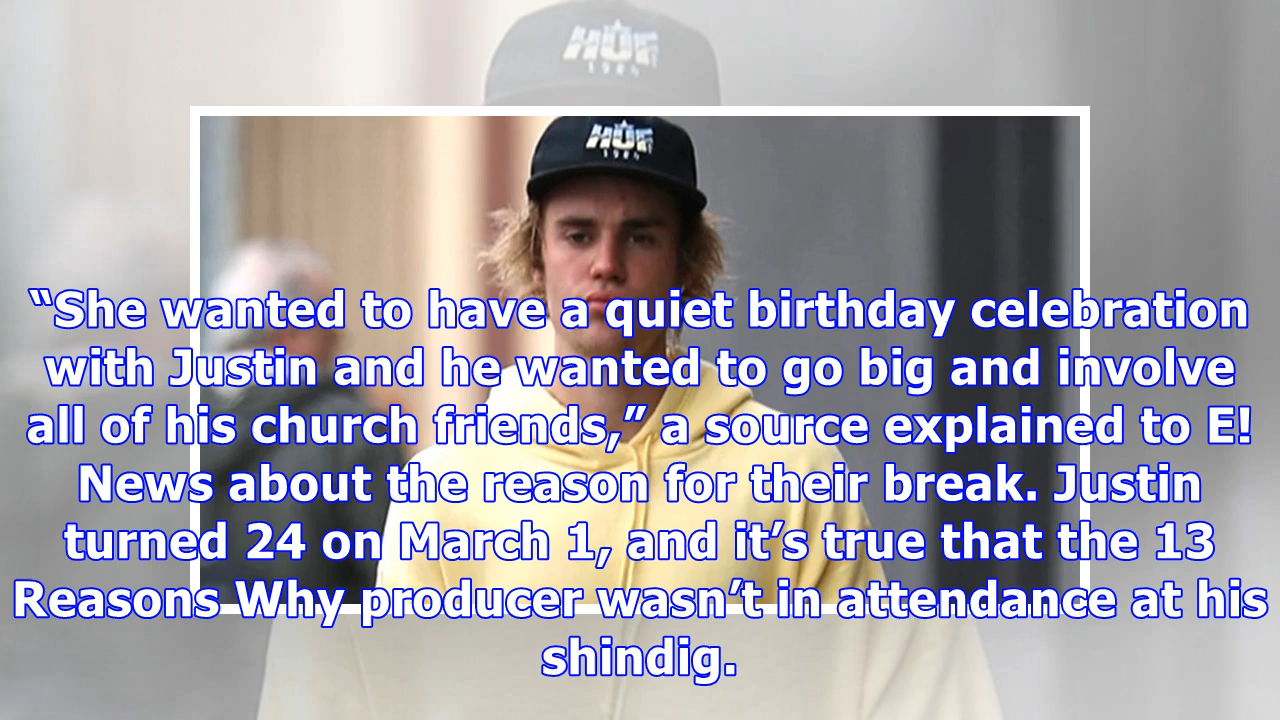 HUF
1984
HUF
1984
“She wanted to have a quiet birthday celebration
with Justin and he wanted to go big and involve
all of his church friends,” a source explained to E!
News about the reason for their break. Justin
turned 24 on March 1, and it’s true that the 13
Reasons Why producer wasn’t in attendance at his
shindig.